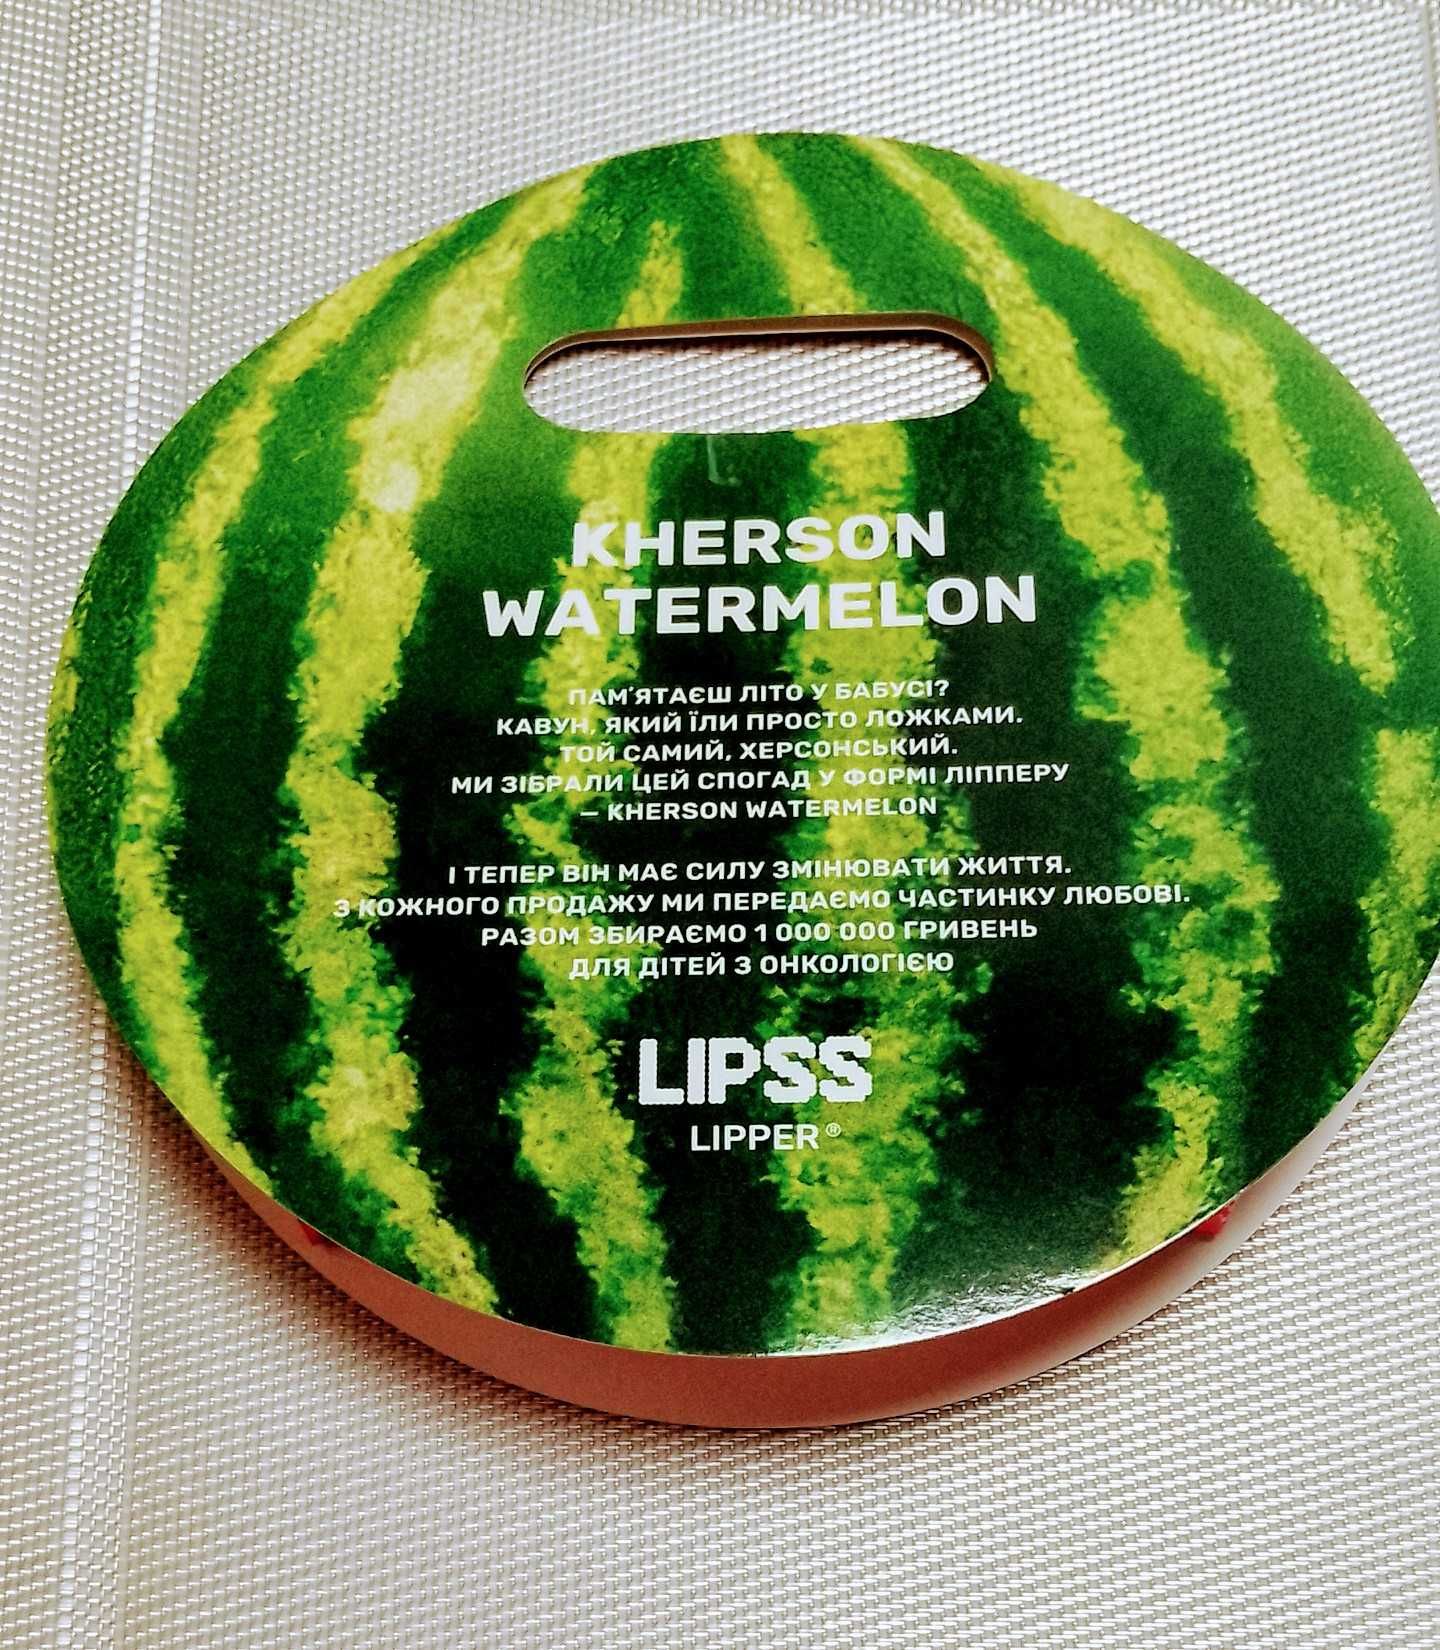 KHERSON
WATERMELON
ПАМ'ЯТАЄШ ЛІТО У БАБУСІ?
КАВУН, ЯКИЙ ЇЛИ ПРОСТО ЛОЖКАМИ.
ТОЙ САМИЙ, ХЕРСОНСЬКИЙ.
МИ ЗІБРАЛИ ЦЕЙ СПОГАД У ФОРМІ ЛІППЕРУ
— KHERSON WATERMELON
І ТЕПЕР ВІН МАЄ СИЛУ ЗМІНЮВАТИ ЖИТТЯ.
З КОЖНОГО ПРОДАЖУ МИ ПЕРЕДАЄМО ЧАСТИНКУ ЛЮБОВІ.
РАЗОМ ЗБИРАЄМО 1 000 000 ГРИВЕНЬ
ДЛЯ ДІТЕЙ З ОНКОЛОГІЄЮ
LIPSS
LIPPER ®